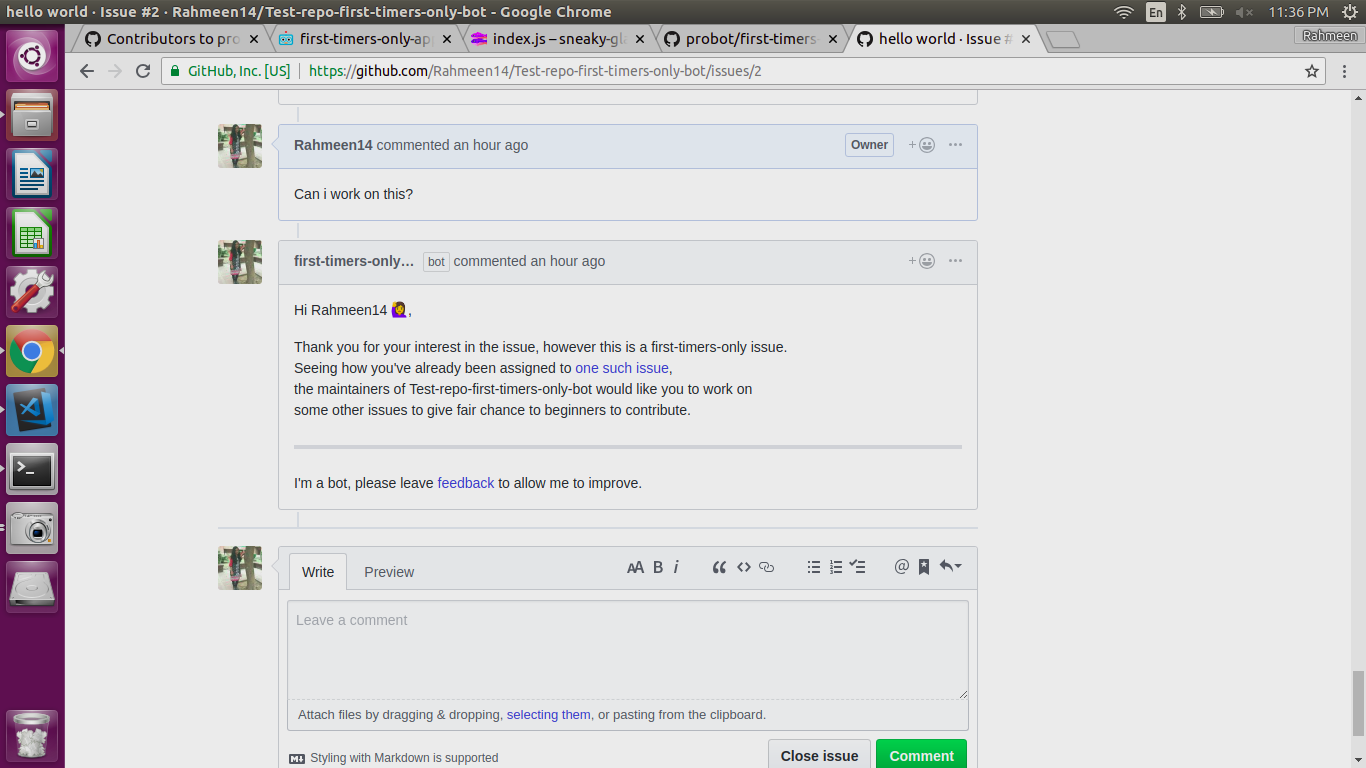 hello world · Issue #2 · Rahmeen14/Test-repo-first-timers-only-bot - Google Chrome
En
11:36 PM
Contributors to pro
first-timers-only-ap
index.js – sneaky-gl
probot/first-timers-
hello world · Issue #
Rahmeen
GitHub, Inc. [US]
https://github.com/Rahmeen14/Test-repo-first-timers-only-bot/issues/2
Rahmeen14 commented an hour ago
Owner
Can i work on this?
first-timers-only… bot commented an hour ago
Hi Rahmeen14 🙋,
Thank you for your interest in the issue, however this is a first-timers-only issue.
Seeing how you've already been assigned to one such issue,
the maintainers of Test-repo-first-timers-only-bot would like you to work on
some other issues to give fair chance to beginners to contribute.
I'm a bot, please leave feedback to allow me to improve.
Write
Preview
AA B i
@
Leave a comment
Attach files by dragging & dropping, selecting them, or pasting from the clipboard.
Styling with Markdown is supported
Close issue
Comment